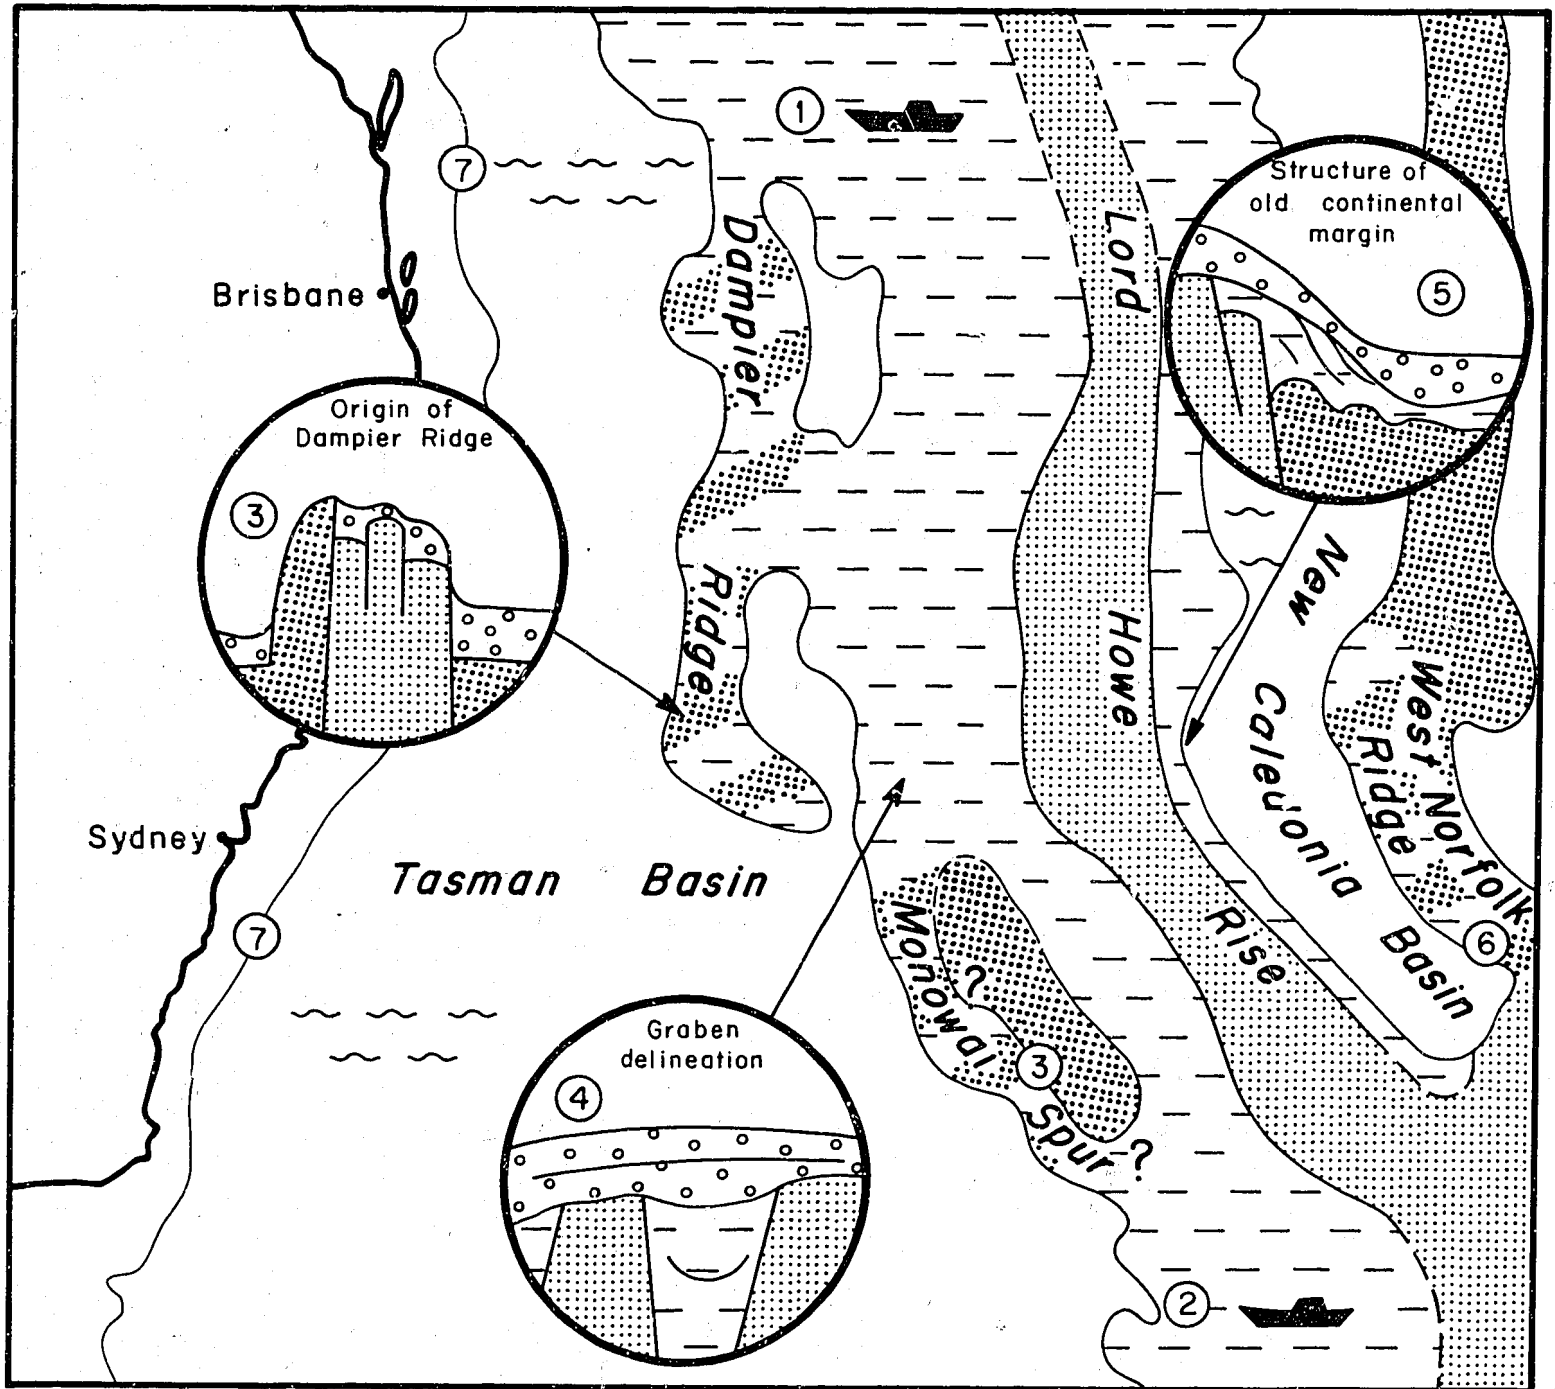 1
7
Structure of
old continental
margin
5
Dampier
Lord
Brisbane
Origin of
Dampier Ridge
3
Ridge
Howe
New
Caledonia
Basin
West Norfolk
Ridge
Sydney
Tasman Basin
7
Rise
6
Monowai
?
3
Spur ?
Graben
delineation
4
2